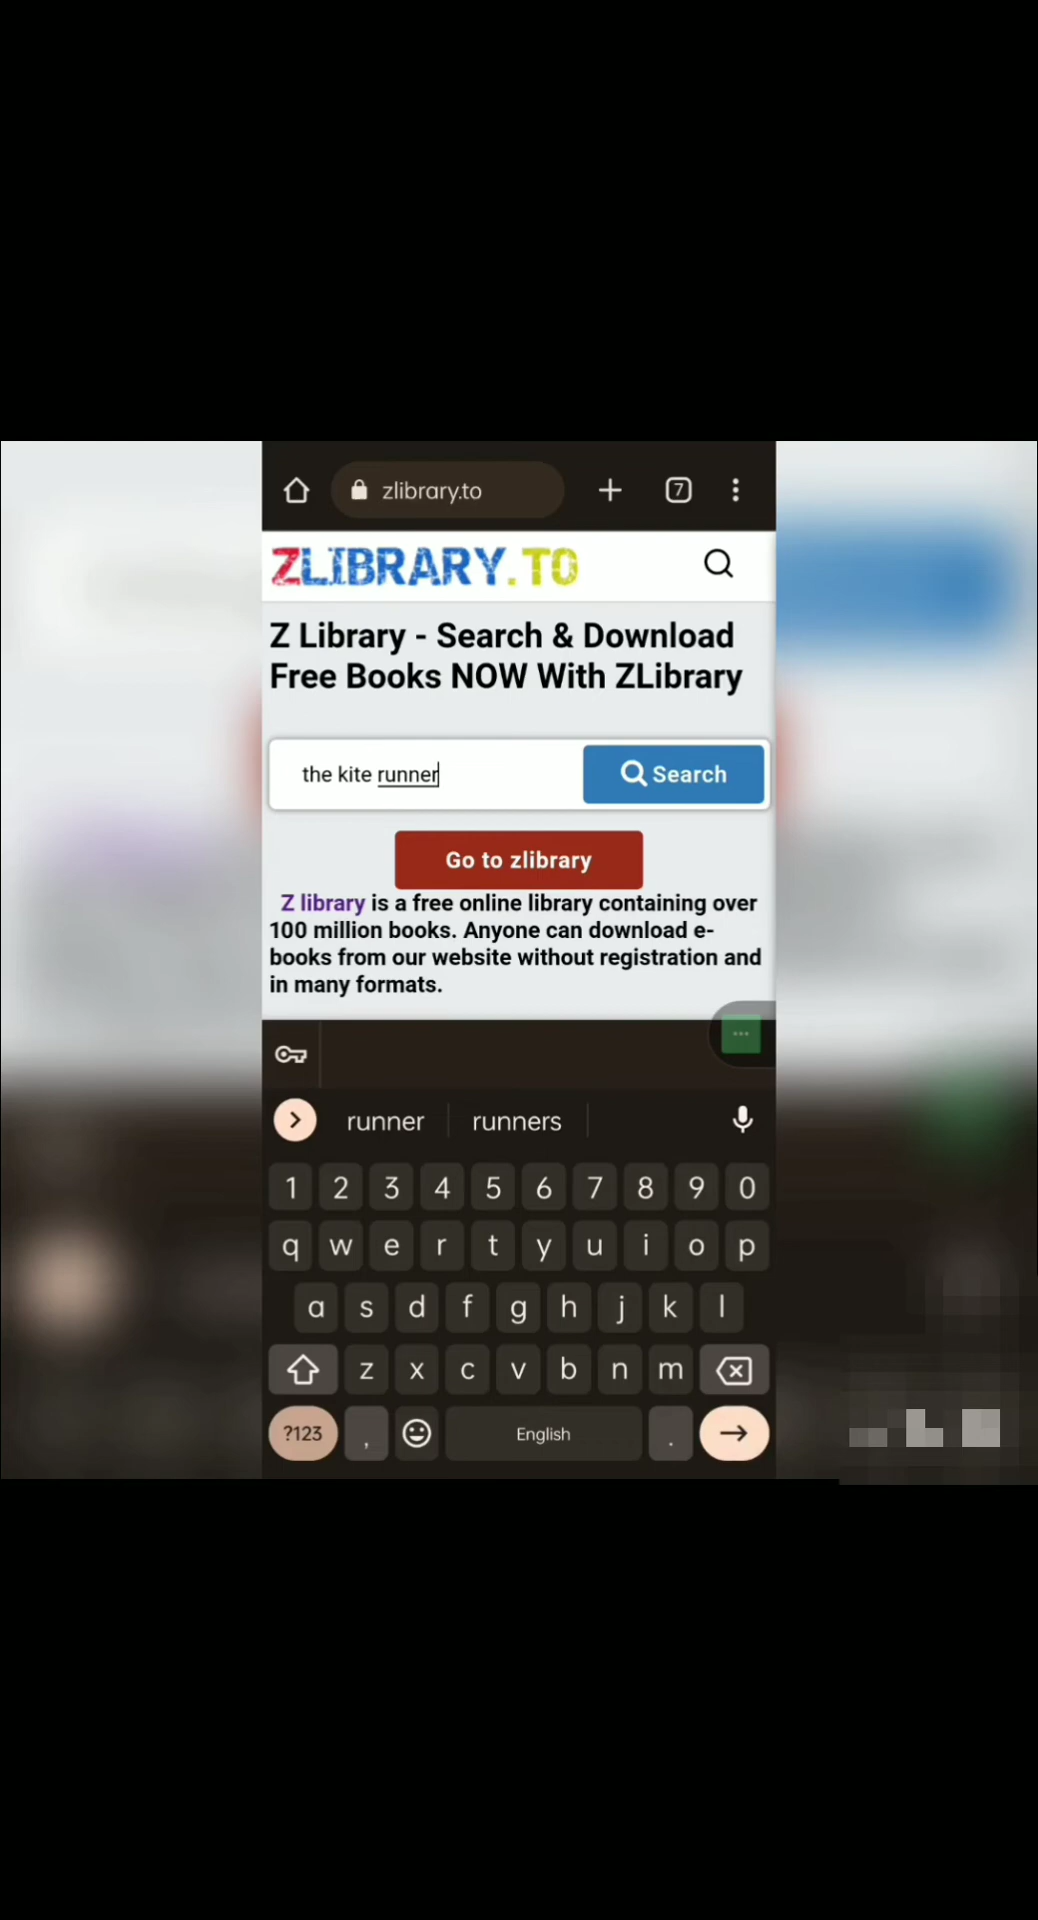 7
zlibrary.to
ZLIBRARY.TO
Z Library - Search & Download
Free Books NOW With ZLibrary
the kite runner
Search
Go to zlibrary
Z library is a free online library containing over
100 million books. Anyone can download e-
books from our website without registration and
in many formats.
runner runners
1 2 3 4 5 6 7 8 9 0
q w e r t y u i o p
a s d f g h j k l
z x c v b n m
?123 , English .